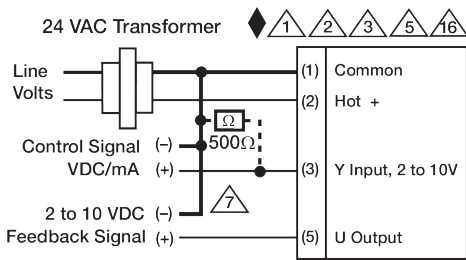 24 VAC Transformer
1 2 3 5 16
Line
Volts
(1) Common
(2) Hot +
Ω
500Ω
Control Signal (–)
VDC/mA (+)
(3) Y Input, 2 to 10V
7
2 to 10 VDC (–)
Feedback Signal (+)
(5) U Output